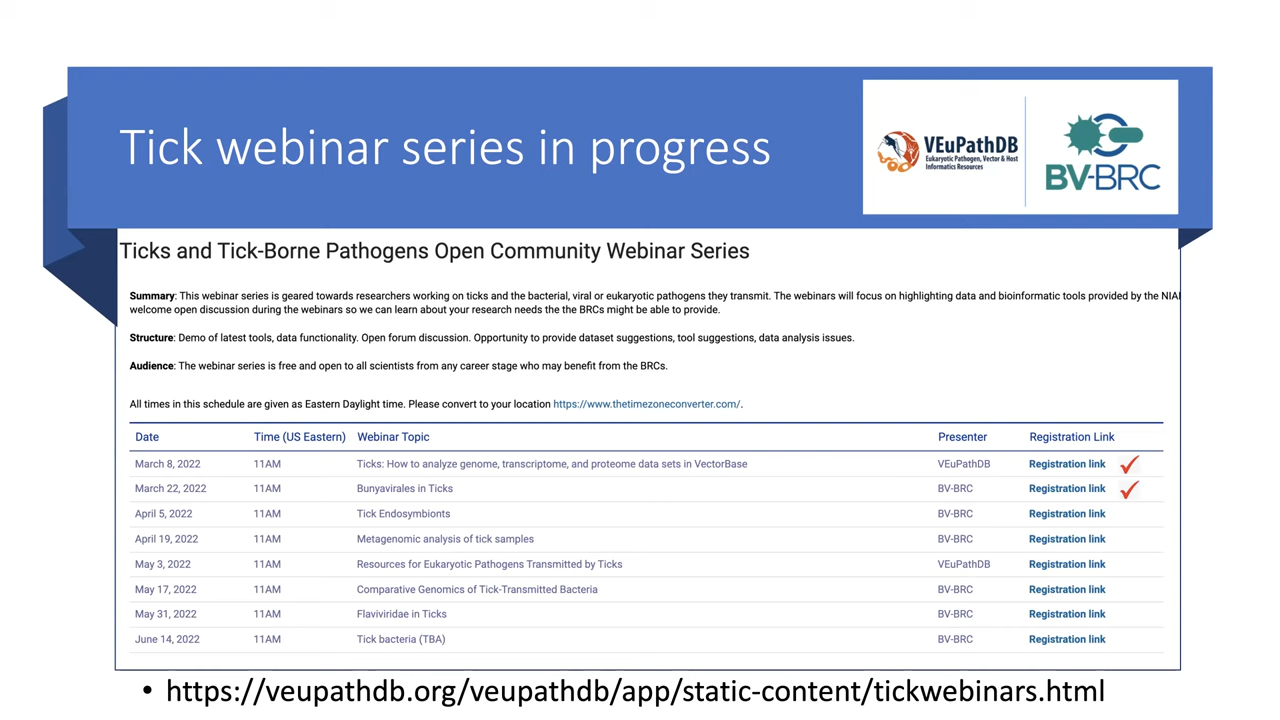 Tick webinar series in progress
VEuPathDB
Eukaryotic Pathogen, Vector & Host
Informatics Resources
BV-BRC
Ticks and Tick-Borne Pathogens Open Community Webinar Series
Summary: This webinar series is geared towards researchers working on ticks and the bacterial, viral or eukaryotic pathogens they transmit. The webinars will focus on highlighting data and bioinformatic tools provided by the NIAI
welcome open discussion during the webinars so we can learn about your research needs the the BRCs might be able to provide.
Structure: Demo of latest tools, data functionality. Open forum discussion. Opportunity to provide dataset suggestions, tool suggestions, data analysis issues.
Audience: The webinar series is free and open to all scientists from any career stage who may benefit from the BRCs.
All times in this schedule are given as Eastern Daylight time. Please convert to your location https://www.thetimezoneconverter.com/.
Date Time (US Eastern) Webinar Topic Presenter Registration Link
March 8, 2022 11AM Ticks: How to analyze genome, transcriptome, and proteome data sets in VectorBase VEuPathDB Registration link
March 22, 2022 11AM Bunyavirales in Ticks BV-BRC Registration link
April 5, 2022 11AM Tick Endosymbionts BV-BRC Registration link
April 19, 2022 11AM Metagenomic analysis of tick samples BV-BRC Registration link
May 3, 2022 11AM Resources for Eukaryotic Pathogens Transmitted by Ticks VEuPathDB Registration link
May 17, 2022 11AM Comparative Genomics of Tick-Transmitted Bacteria BV-BRC Registration link
May 31, 2022 11AM Flaviviridae in Ticks BV-BRC Registration link
June 14, 2022 11AM Tick bacteria (TBA) BV-BRC Registration link
• https://veupathdb.org/veupathdb/app/static-content/tickwebinars.html